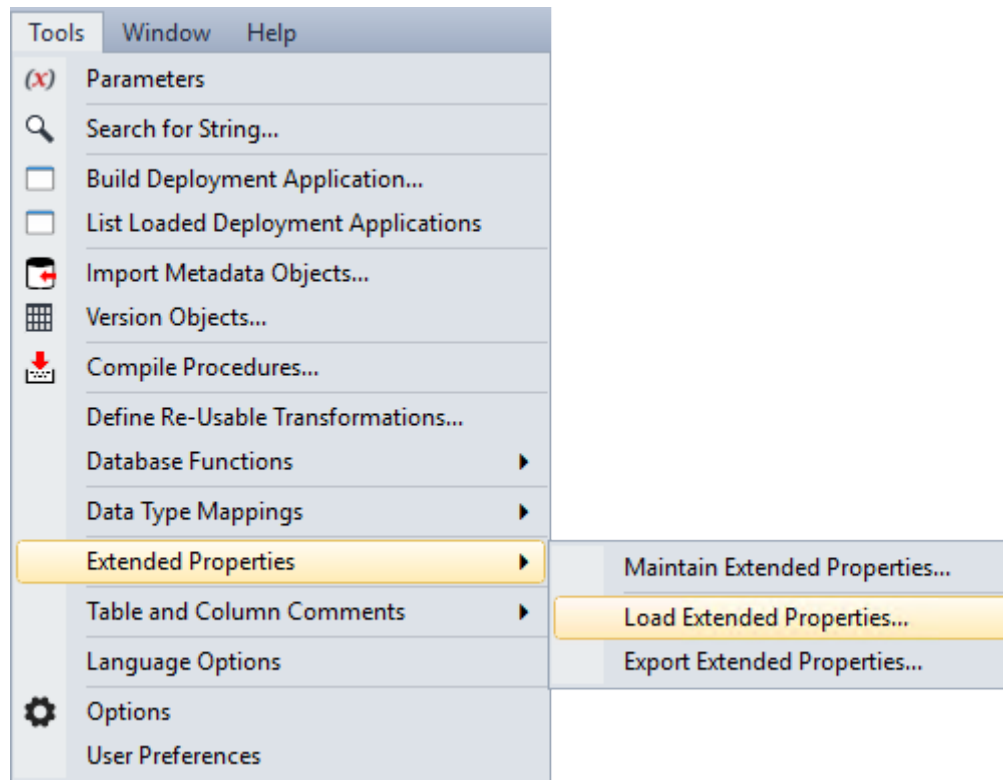 Tools Window Help
(x) Parameters
Search for String...
Build Deployment Application...
List Loaded Deployment Applications
Import Metadata Objects...
Version Objects...
Compile Procedures...
Define Re-Usable Transformations...
Database Functions
Data Type Mappings
Extended Properties
Maintain Extended Properties...
Load Extended Properties...
Export Extended Properties...
Table and Column Comments
Language Options
Options
User Preferences